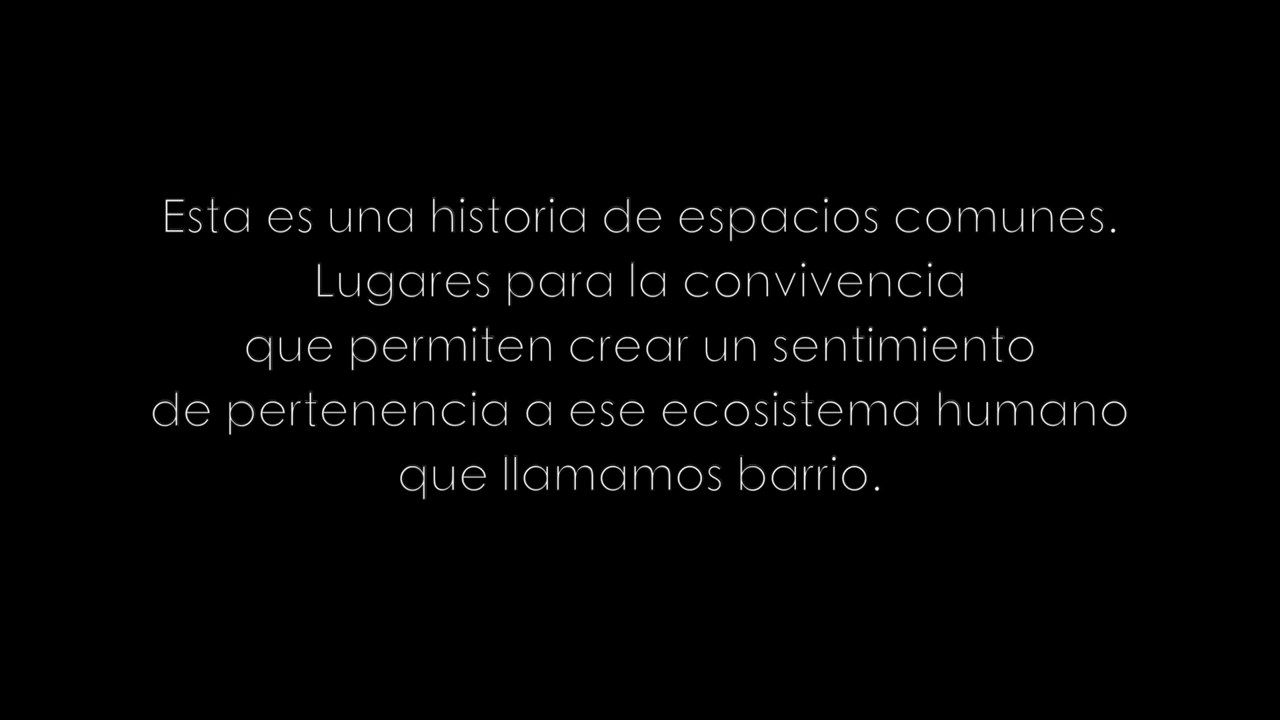 Esta es una historia de espacios comunes.
Lugares para la convivencia
que permiten crear un sentimiento
de pertenencia a ese ecosistema humano
que llamamos barrio.